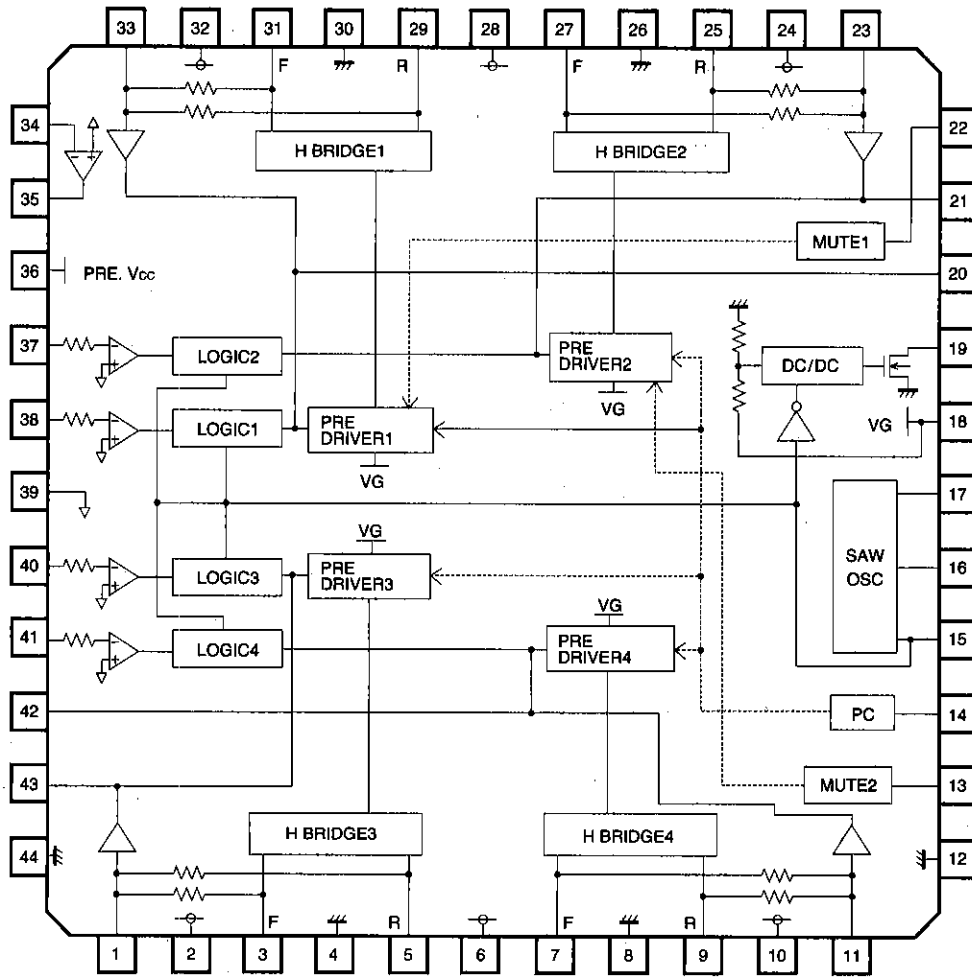 33 32 31 30 29 28 27 26 25 24 23
F R F R
34 22
H BRIDGE1 H BRIDGE2
35 21
MUTE1
36 PRE. Vcc 20
37 LOGIC2 PRE DRIVER2 DC/DC 19
VG
38 LOGIC1 PRE DRIVER1 VG 18
VG
39 17
VG
40 LOGIC3 PRE DRIVER3 SAW OSC 16
VG
41 LOGIC4 PRE DRIVER4 15
42 PC 14
43 MUTE2 13
H BRIDGE3 H BRIDGE4
44 12
F R F R
1 2 3 4 5 6 7 8 9 10 11
- +
- +
- +
- +
- +